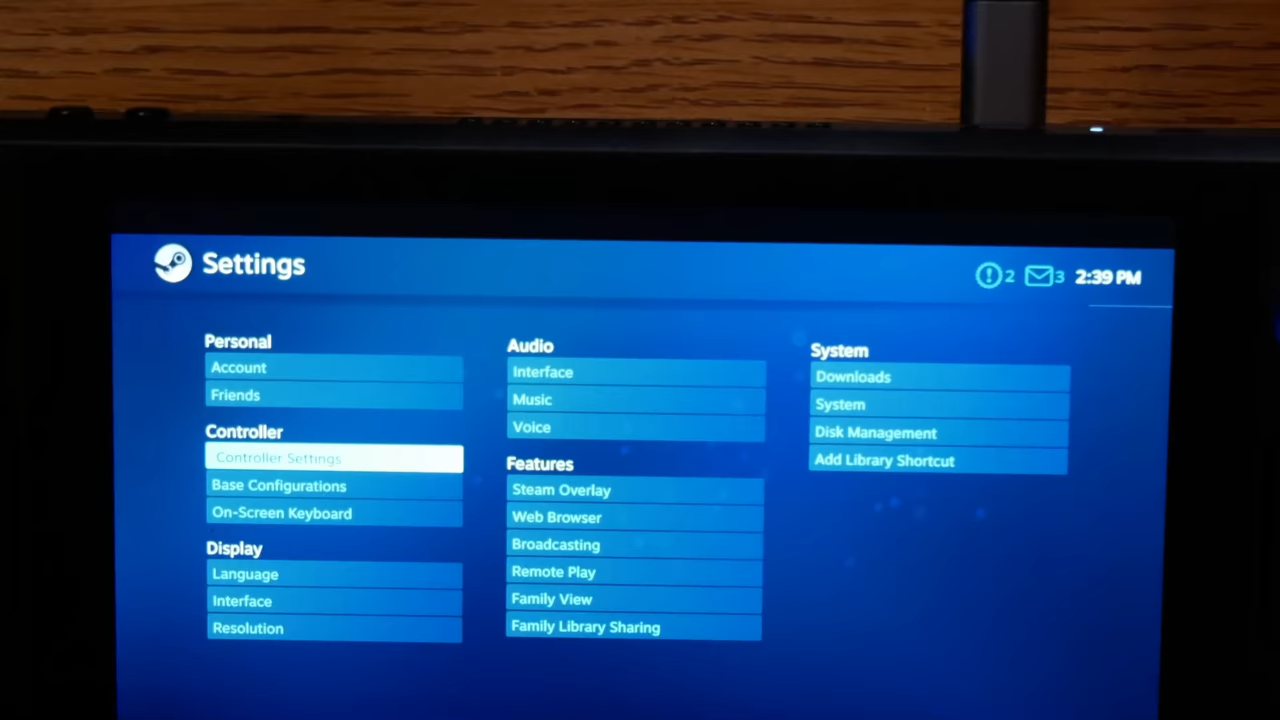 Settings
2
3
2:39 PM
Personal
Account
Friends
Controller
Controller Settings
Base Configurations
On-Screen Keyboard
Display
Language
Interface
Resolution
Audio
Interface
Music
Voice
Features
Steam Overlay
Web Browser
Broadcasting
Remote Play
Family View
Family Library Sharing
System
Downloads
System
Disk Management
Add Library Shortcut